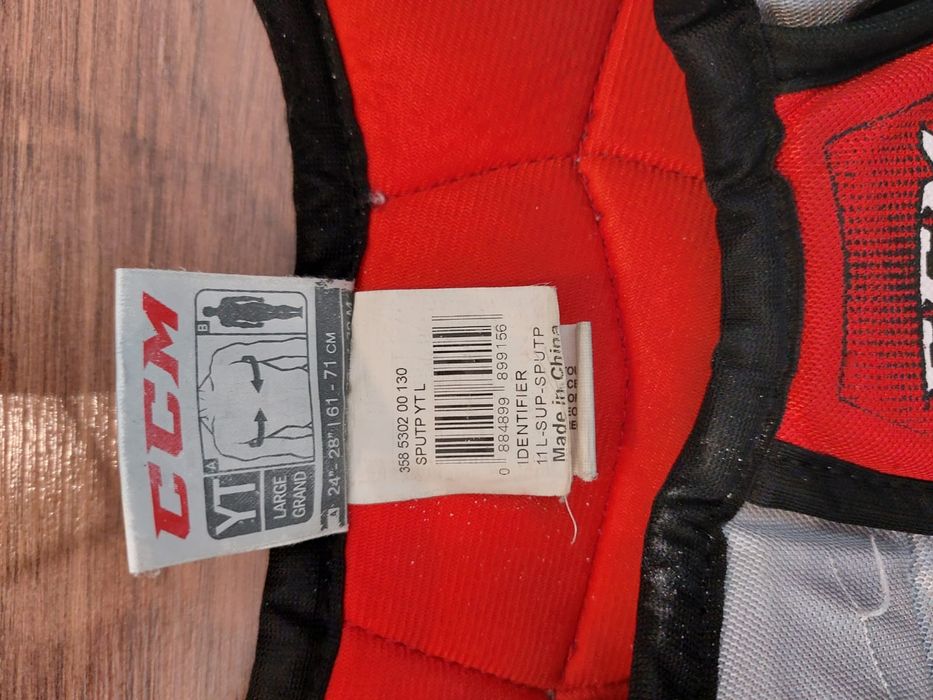 CCM
YT
LARGE
GRAND
A
B
A 24" - 28" | 61 - 71 CM
358 5302 00 130
SPUTP YT L
0 884899 899156
IDENTIFIER
11L-SUP-SPUTP
Made in China